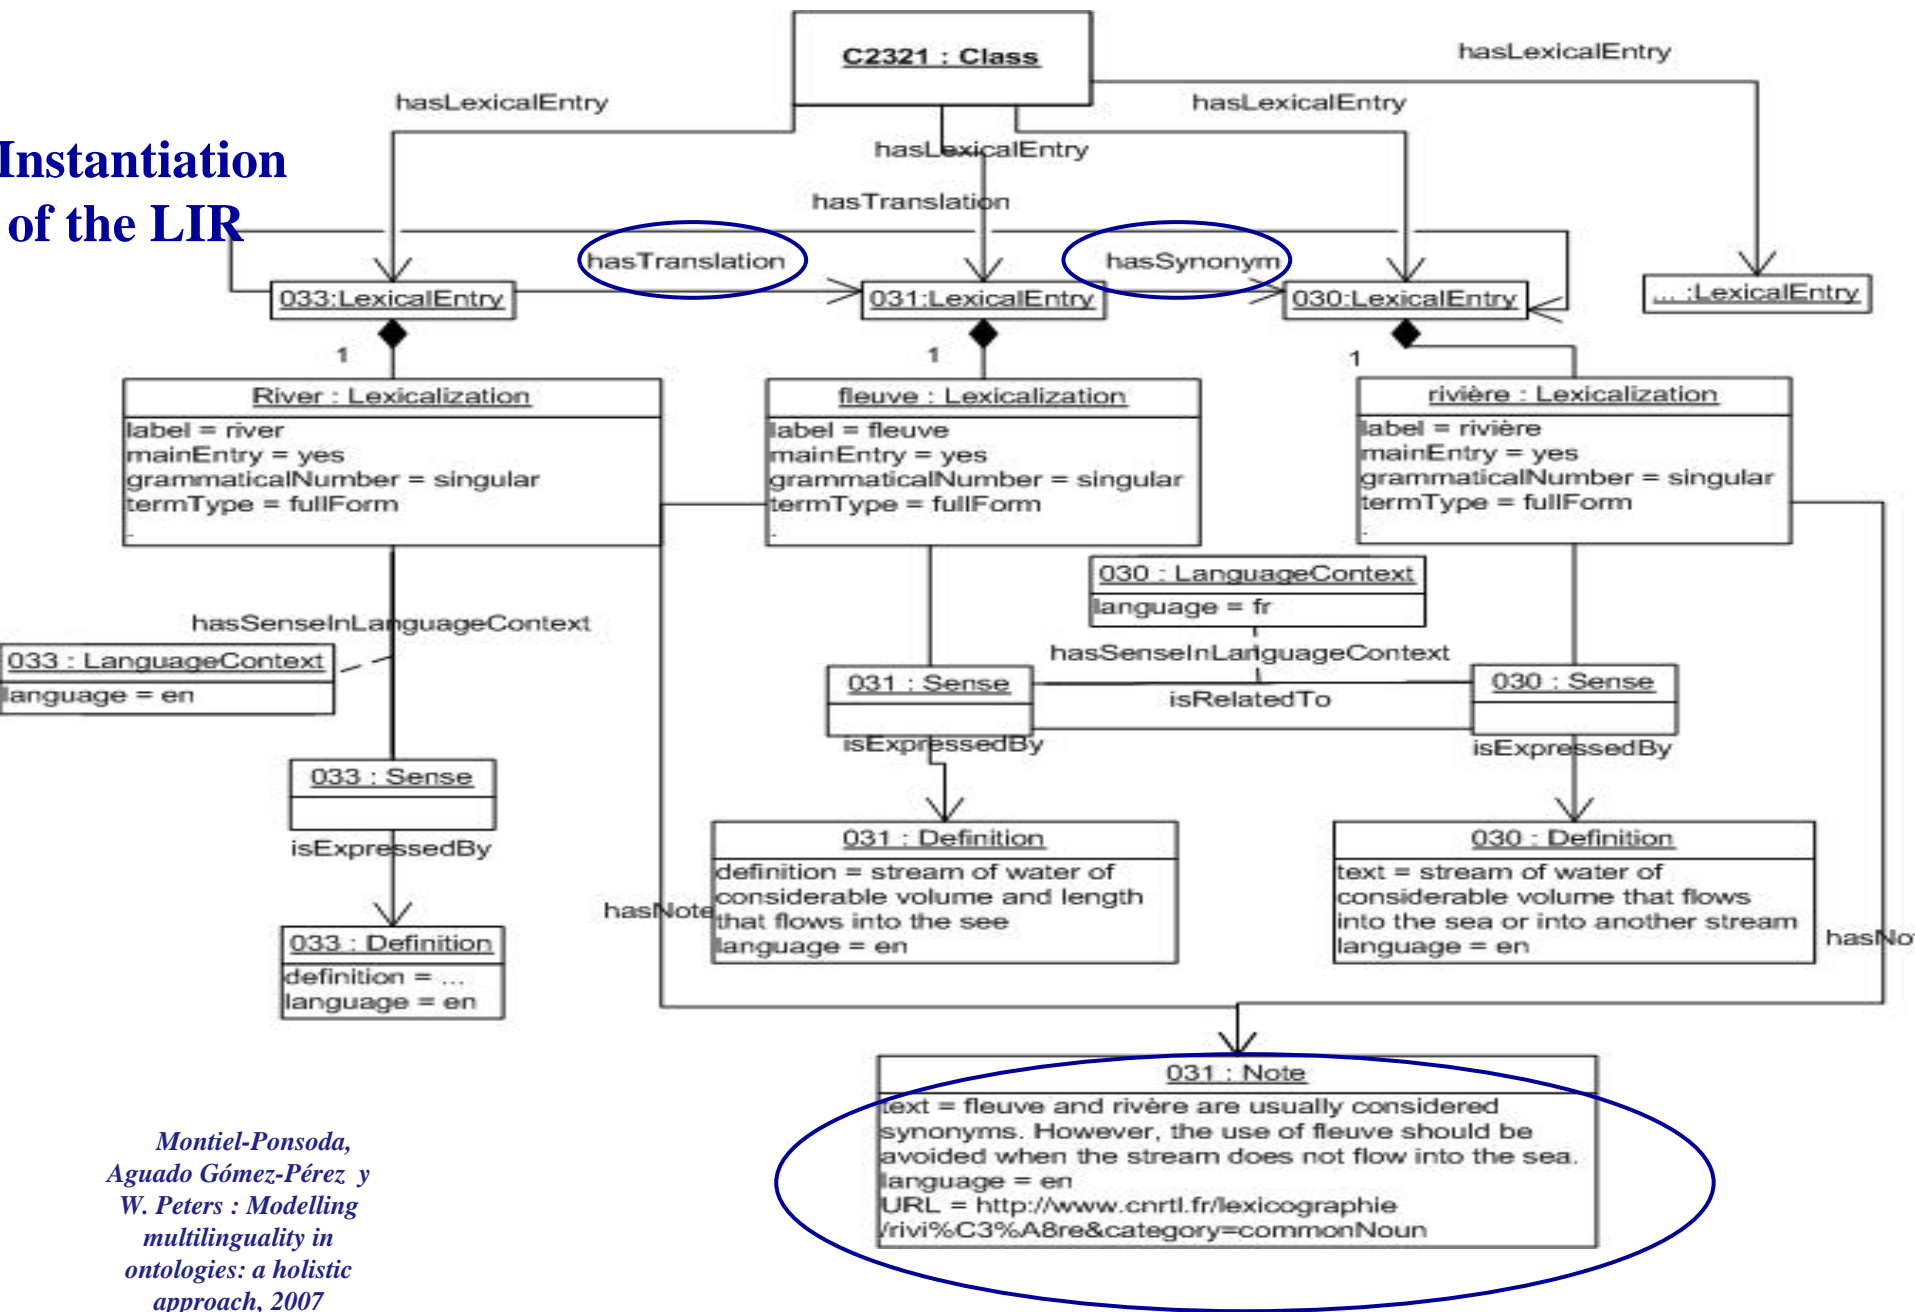 C2321 : Class
hasLexicalEntry
hasLexicalEntry
hasLexicalEntry
hasLexicalEntry
Instantiation
of the LIR
hasTranslation
hasTranslation
hasSynonym
033:LexicalEntry
031:LexicalEntry
030:LexicalEntry
... :LexicalEntry
1
1
1
River : Lexicalization
label = river
mainEntry = yes
grammaticalNumber = singular
termType = fullForm
.
fleuve : Lexicalization
label = fleuve
mainEntry = yes
grammaticalNumber = singular
termType = fullForm
.
rivière : Lexicalization
label = rivière
mainEntry = yes
grammaticalNumber = singular
termType = fullForm
.
030 : LanguageContext
language = fr
hasSenseInLanguageContext
033 : LanguageContext
language = en
hasSenseInLanguageContext
031 : Sense
isRelatedTo
030 : Sense
isExpressedBy
isExpressedBy
033 : Sense
isExpressedBy
031 : Definition
definition = stream of water of
considerable volume and length
that flows into the see
language = en
030 : Definition
text = stream of water of
considerable volume that flows
into the sea or into another stream
language = en
hasNote
hasNo
033 : Definition
definition = ...
language = en
031 : Note
text = fleuve and rivère are usually considered
synonyms. However, the use of fleuve should be
avoided when the stream does not flow into the sea.
language = en
URL = http://www.cnrtl.fr/lexicographie
/rivi%C3%A8re&category=commonNoun
Montiel-Ponsoda,
Aguado Gómez-Pérez y
W. Peters : Modelling
multilinguality in
ontologies: a holistic
approach, 2007